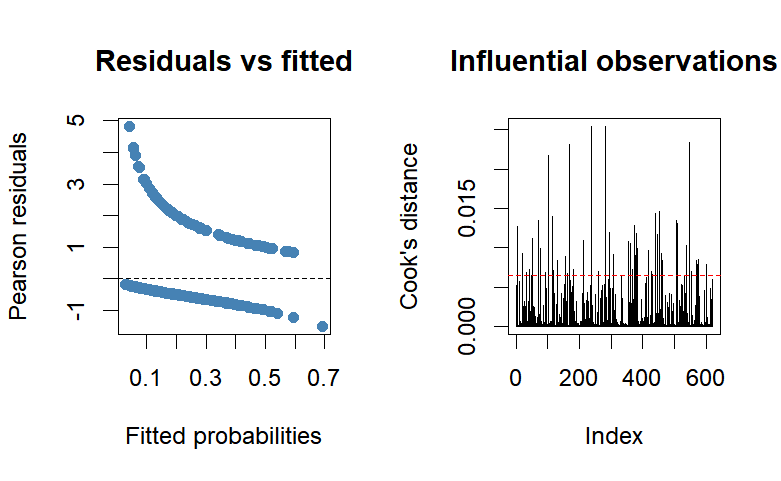 Residuals vs fitted
Pearson residuals
5
3
1
-1
0.1 0.3 0.5 0.7
Fitted probabilities
Influential observations
Cook's distance
0.015
0.000
0 200 400 600
Index